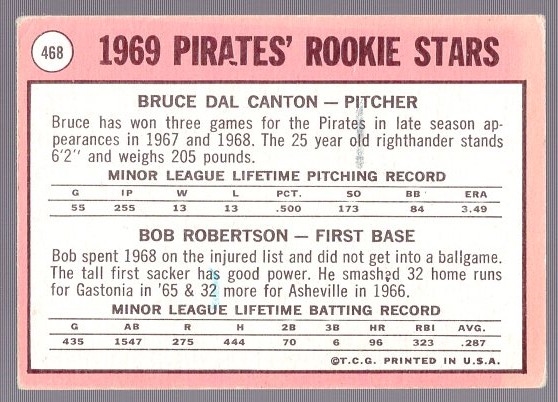 468 1969 PIRATES' ROOKIE STARS
BRUCE DAL CANTON — PITCHER
Bruce has won three games for the Pirates in late season ap-
pearances in 1967 and 1968. The 25 year old righthander stands
6'2" and weighs 205 pounds.
MINOR LEAGUE LIFETIME PITCHING RECORD
G IP W L PCT. SO BB ERA
55 255 13 13 .500 173 84 3.49
BOB ROBERTSON — FIRST BASE
Bob spent 1968 on the injured list and did not get into a ballgame.
The tall first sacker has good power. He smashed 32 home runs
for Gastonia in '65 & 32 more for Asheville in 1966.
MINOR LEAGUE LIFETIME BATTING RECORD
G AB R H 2B 3B HR RBI AVG.
435 1547 275 444 70 6 96 323 .287
©T.C.G. PRINTED IN U.S.A.